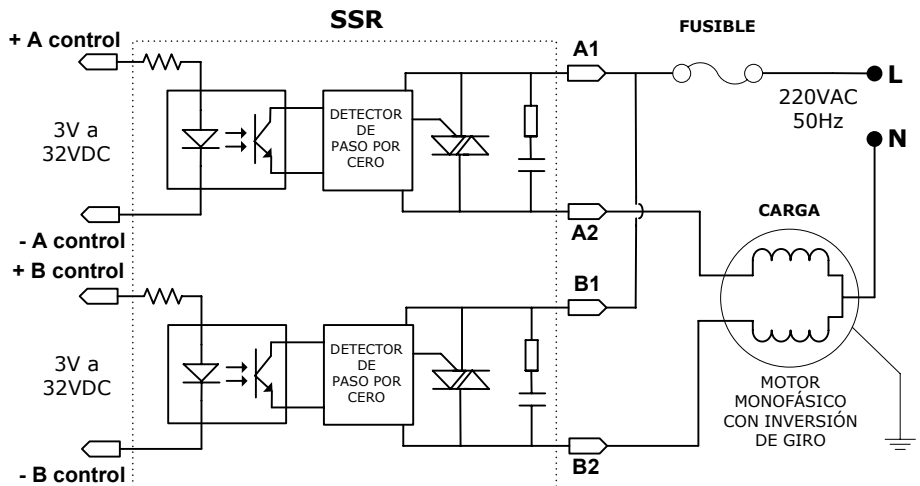 SSR
+ A control
3V a
32VDC
- A control
DETECTOR
DE
PASO POR
CERO
A1
A2
FUSIBLE
L
220VAC
50Hz
N
CARGA
+ B control
3V a
32VDC
- B control
DETECTOR
DE
PASO POR
CERO
B1
B2
MOTOR
MONOFÁSICO
CON INVERSIÓN
DE GIRO